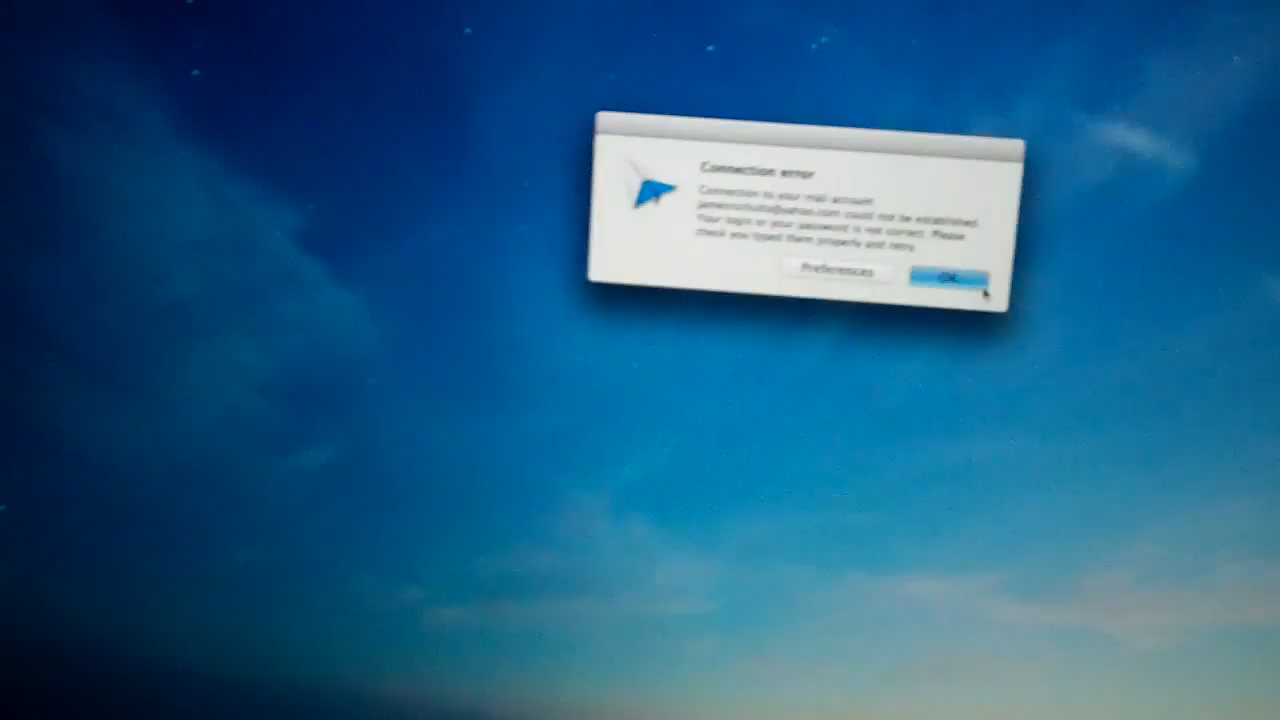 Connection error
Connection to your mail account
could not be established.
Your login or your password is not correct. Please
check you typed them properly and retry.
Preferences
OK